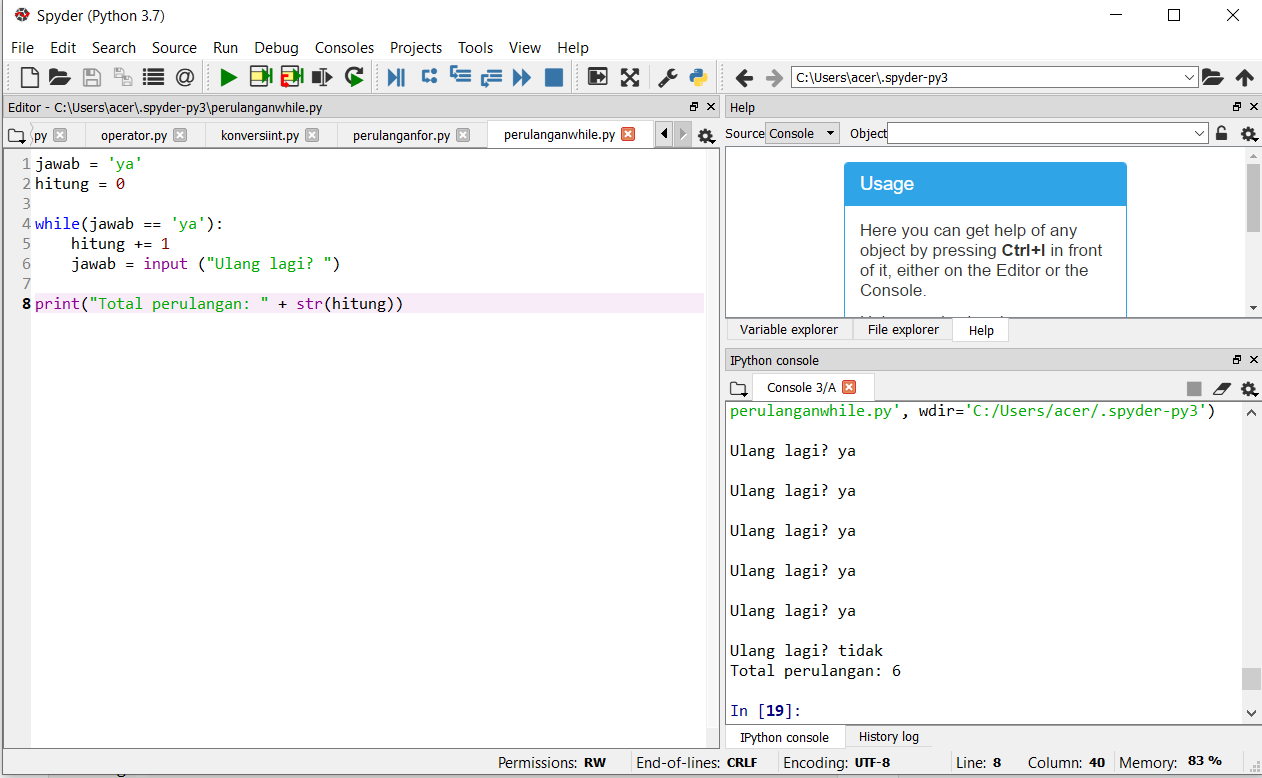 Spyder (Python 3.7)
File Edit Search Source Run Debug Consoles Projects Tools View Help
C:\Users\acer\.spyder-py3
Editor - C:\Users\acer\.spyder-py3\perulanganwhile.py
py operator.py konversiint.py perulanganfor.py perulanganwhile.py
1 jawab = 'ya'
2 hitung = 0
3
4 while(jawab == 'ya'):
5     hitung += 1
6     jawab = input ("Ulang lagi? ")
7
8 print("Total perulangan: " + str(hitung))
Help
Source Console Object
Usage
Here you can get help of any
object by pressing Ctrl+I in front
of it, either on the Editor or the
Console.
Variable explorer File explorer Help
IPython console
Console 3/A
perulanganwhile.py', wdir='C:/Users/acer/.spyder-py3')
Ulang lagi? ya
Ulang lagi? ya
Ulang lagi? ya
Ulang lagi? ya
Ulang lagi? ya
Ulang lagi? tidak
Total perulangan: 6
In [19]:
IPython console History log
Permissions: RW End-of-lines: CRLF Encoding: UTF-8 Line: 8 Column: 40 Memory: 83 %